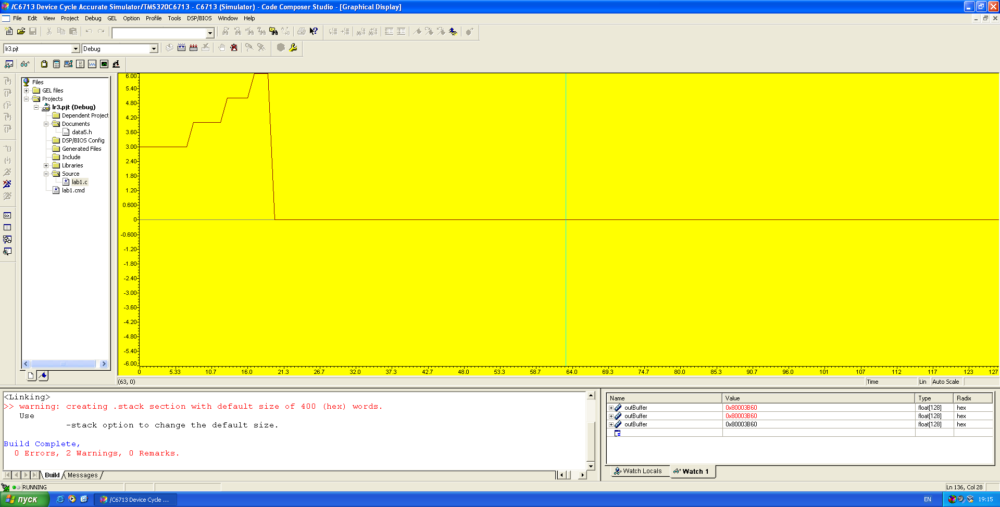 /C6713 Device Cycle Accurate Simulator/TMS320C6713 - C6713 (Simulator) - Code Composer Studio - [Graphical Display]
File Edit View Project Debug GEL Option Profile Tools DSP/BIOS Window Help
lr3.pjt Debug
Files
GEL files
Projects
lr3.pjt (Debug)
Dependent Project
Documents
data5.h
DSP/BIOS Config
Generated Files
Include
Libraries
Source
lab1.c
lab1.cmd
6.00
5.40
4.80
4.20
3.60
3.00
2.40
1.80
1.20
0.600
0
-0.600
-1.20
-1.80
-2.40
-3.00
-3.60
-4.20
-4.80
-5.40
-6.00
0 5.33 10.7 16.0 21.3 26.7 32.0 37.3 42.7 48.0 53.3 58.7 64.0 69.3 74.7 80.0 85.3 90.7 96.0 101 107 112 117 123 127
(63, 0) Time Lin Auto Scale
<Linking>
>> warning: creating .stack section with default size of 400 (hex) words.
Use
-stack option to change the default size.
Build Complete,
0 Errors, 2 Warnings, 0 Remarks.
Build Messages
Name Value Type Radix
outBuffer 0x80003B60 float[128] hex
outBuffer 0x80003B60 float[128] hex
outBuffer 0x80003B60 float[128] hex
Watch Locals Watch 1
RUNNING Ln 136, Col 28
пуск /C6713 Device Cycle ... EN 19:15